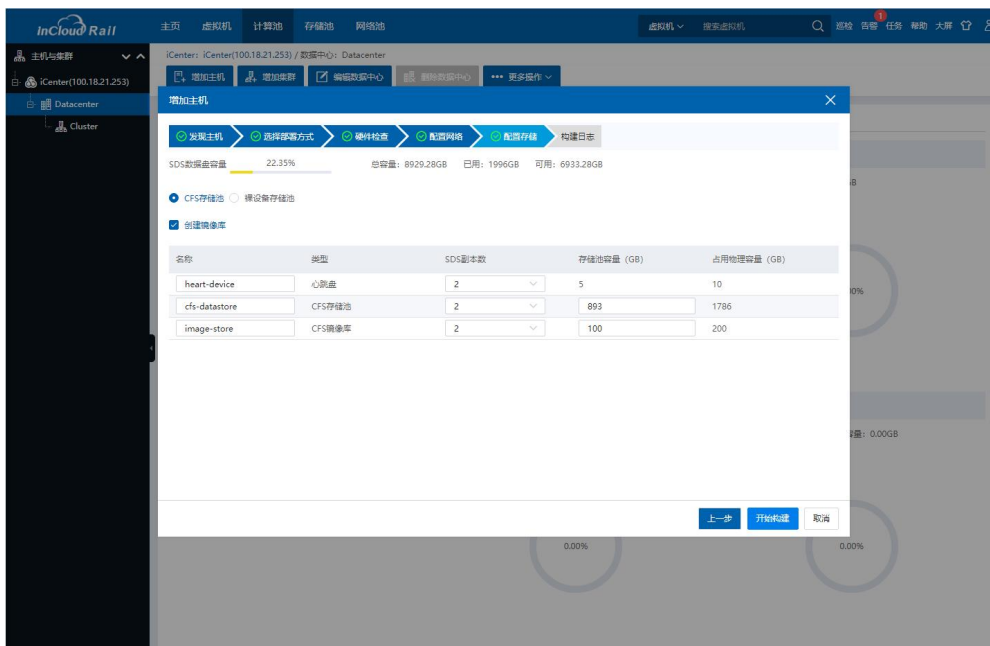 InCloud Rail 主页 虚拟机 计算池 存储池 网络池 虚拟机 搜索虚拟机 巡检 告警 1 任务 帮助 大屏
主机与集群
iCenter: iCenter(100.18.21.253) / 数据中心: Datacenter
iCenter(100.18.21.253)
增加主机 增加集群 编辑数据中心 删除数据中心 更多操作
Datacenter
Cluster
增加主机
发现主机 选择部署方式 硬件检查 配置网络 配置存储 构建日志
SDS数据盘容量 22.35% 总容量: 8929.28GB 已用: 1996GB 可用: 6933.28GB
CFS存储池 裸设备存储池
创建镜像库
名称 类型 SDS副本数 存储池容量 (GB) 占用物理容量 (GB)
heart-device 心跳盘 2 5 10
cfs-datastore CFS存储池 2 893 1786
image-store CFS镜像库 2 100 200
量: 0.00GB
上一步 开始构建 取消
0.00% 0.00%